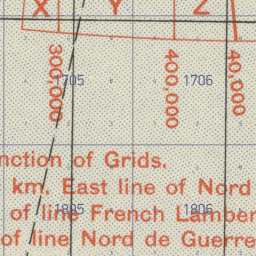 X Y Z
300,000
400,000
40,000
1705
1706
nction of Grids.
km. East line of Nord
of line French Lamber
of line Nord de Guerre
1806